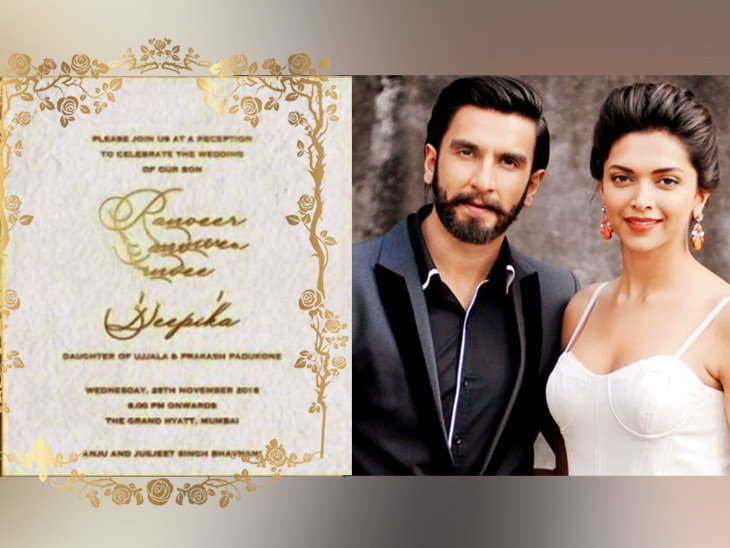 PLEASE JOIN US AT A RECEPTION
TO CELEBRATE THE WEDDING
OF OUR SON
Ranveer
Deepika
DAUGHTER OF UJJALA & PRAKASH PADUKONE
WEDNESDAY, 28TH NOVEMBER 2018
8.00 PM ONWARDS
THE GRAND HYATT, MUMBAI
ANJU AND JUGJEET SINGH BHAVNANI